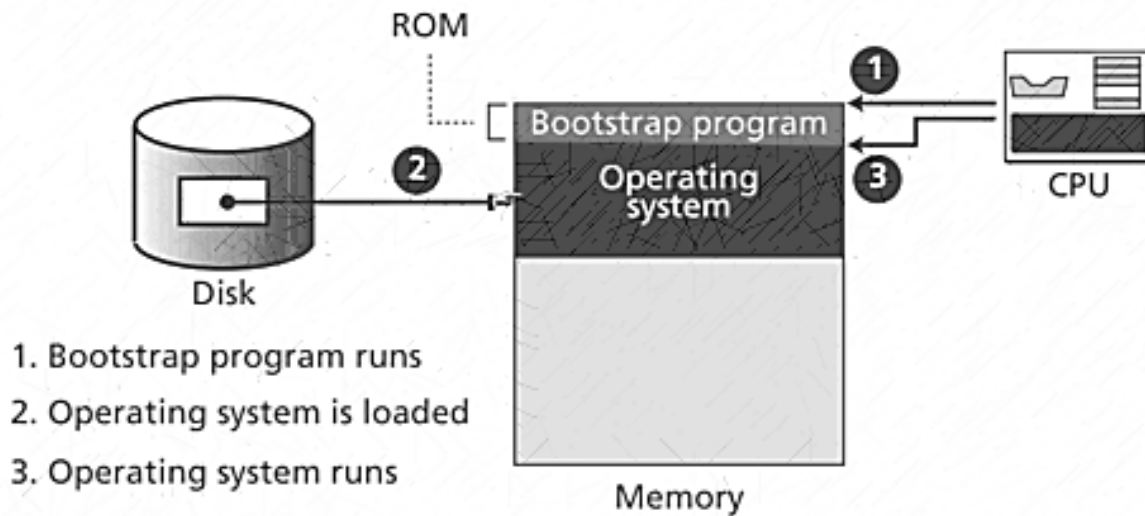 ROM
1
Bootstrap program
2
Operating
system
3
CPU
Disk
1. Bootstrap program runs
2. Operating system is loaded
3. Operating system runs
Memory